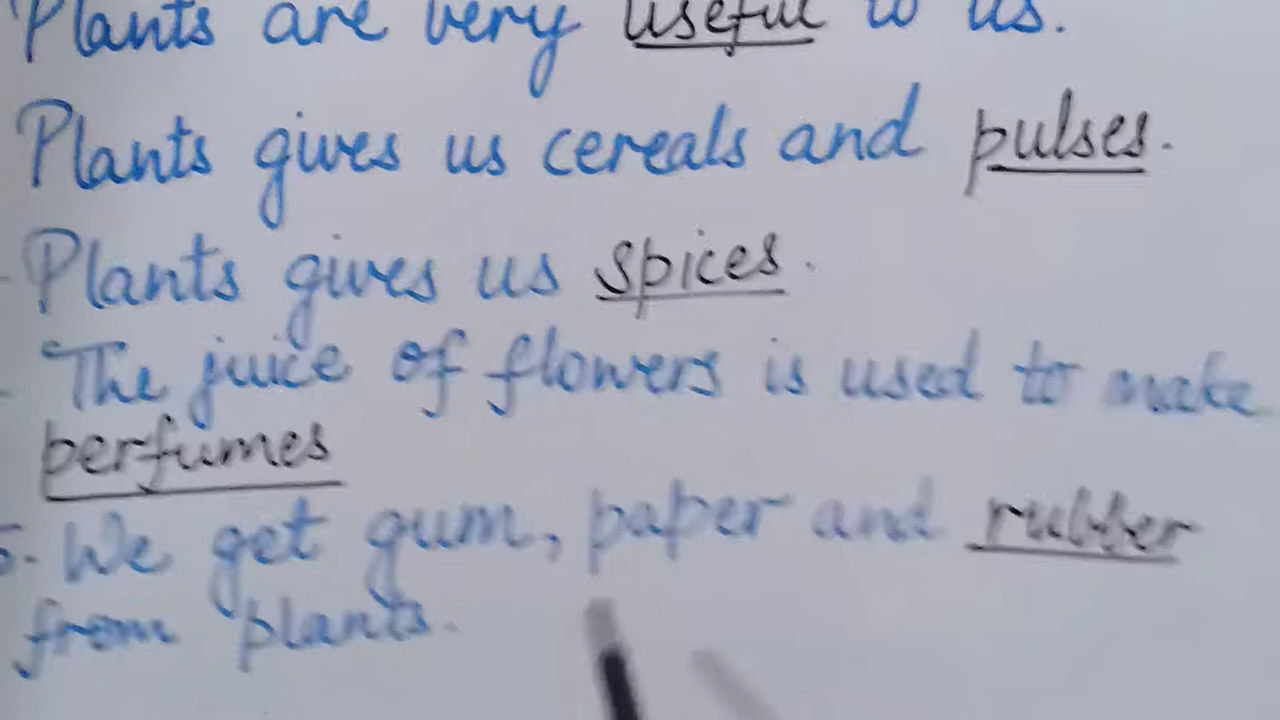 Plants are very useful to us.
Plants gives us cereals and pulses.
- Plants gives us spices.
- The juice of flowers is used to make
perfumes
5. We get gum, paper and rubber
from plants.